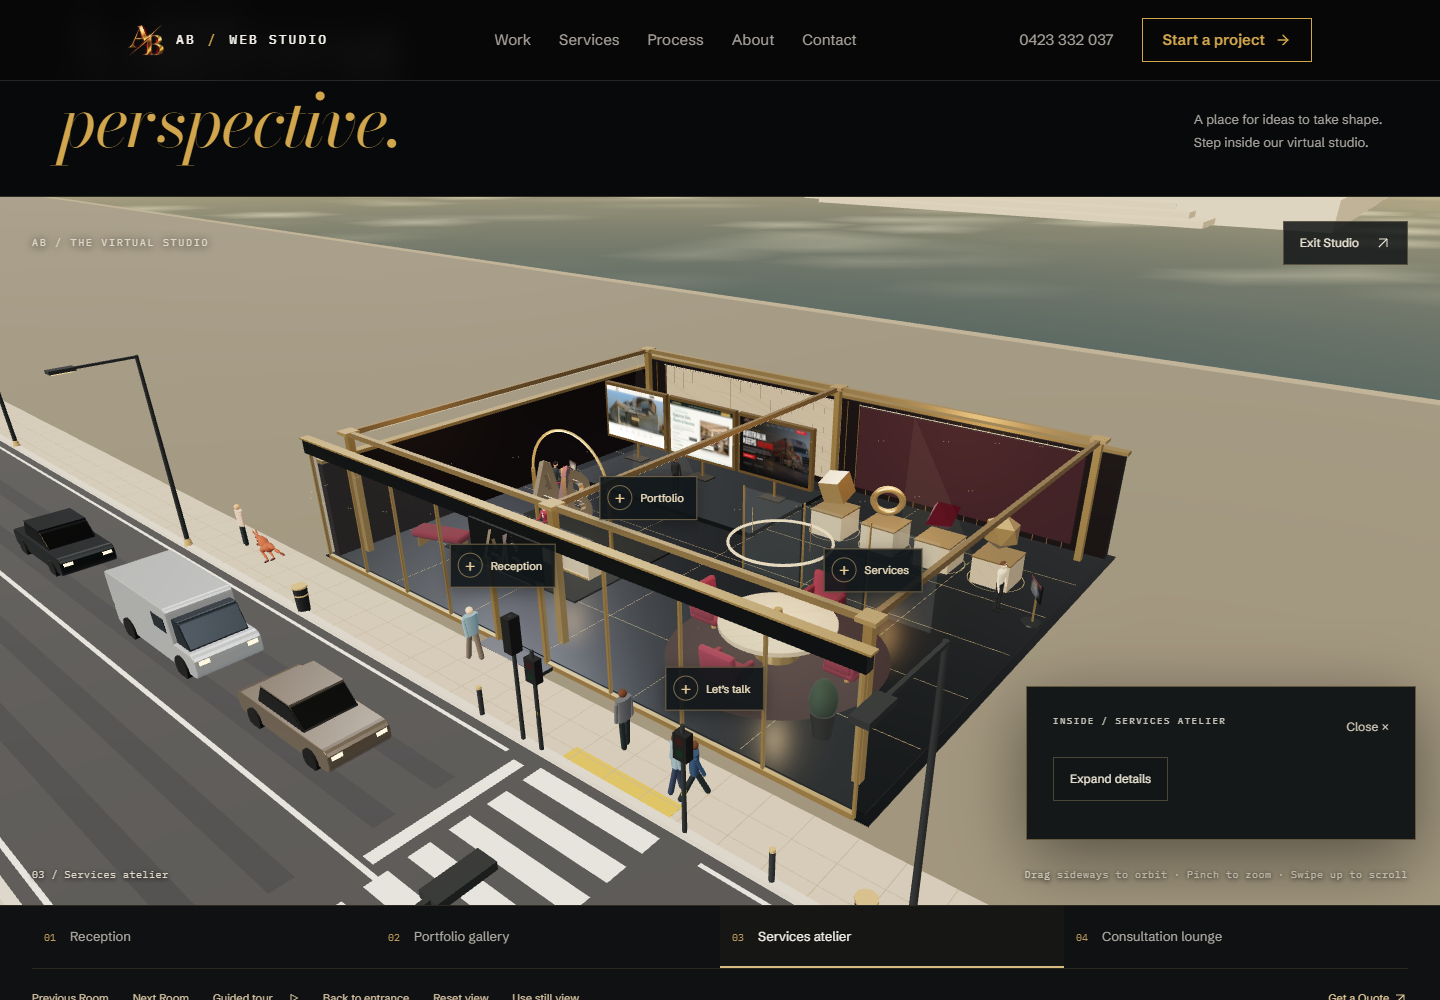 AB / WEB STUDIO
Work
Services
Process
About
Contact
0423 332 037
Start a project →
perspective.
A place for ideas to take shape.
Step inside our virtual studio.
AB / THE VIRTUAL STUDIO
Exit Studio
Portfolio
Reception
Services
Let's talk
INSIDE / SERVICES ATELIER
Close ×
Expand details
03 / Services atelier
Drag sideways to orbit · Pinch to zoom · Swipe up to scroll
01 Reception
02 Portfolio gallery
03 Services atelier
04 Consultation lounge
Previous Room
Next Room
Guided tour
Back to entrance
Reset view
Use still view
Get a Quote